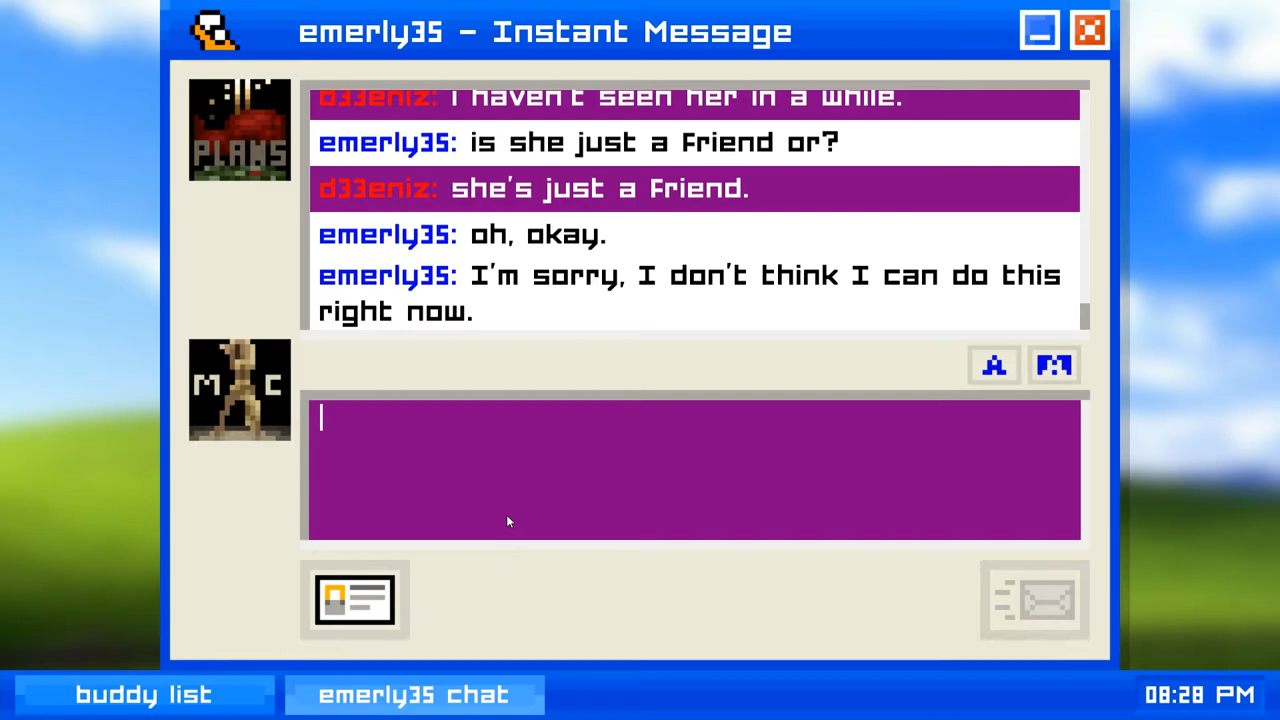 emerly35 - Instant Message
d33eniz: i haven't seen her in a while.
PLANS
emerly35: is she just a friend or?
d33eniz: she's just a friend.
emerly35: oh, okay.
emerly35: I'm sorry, I don't think I can do this
right now.
M C
A
buddy list
emerly35 chat
08:28 PM